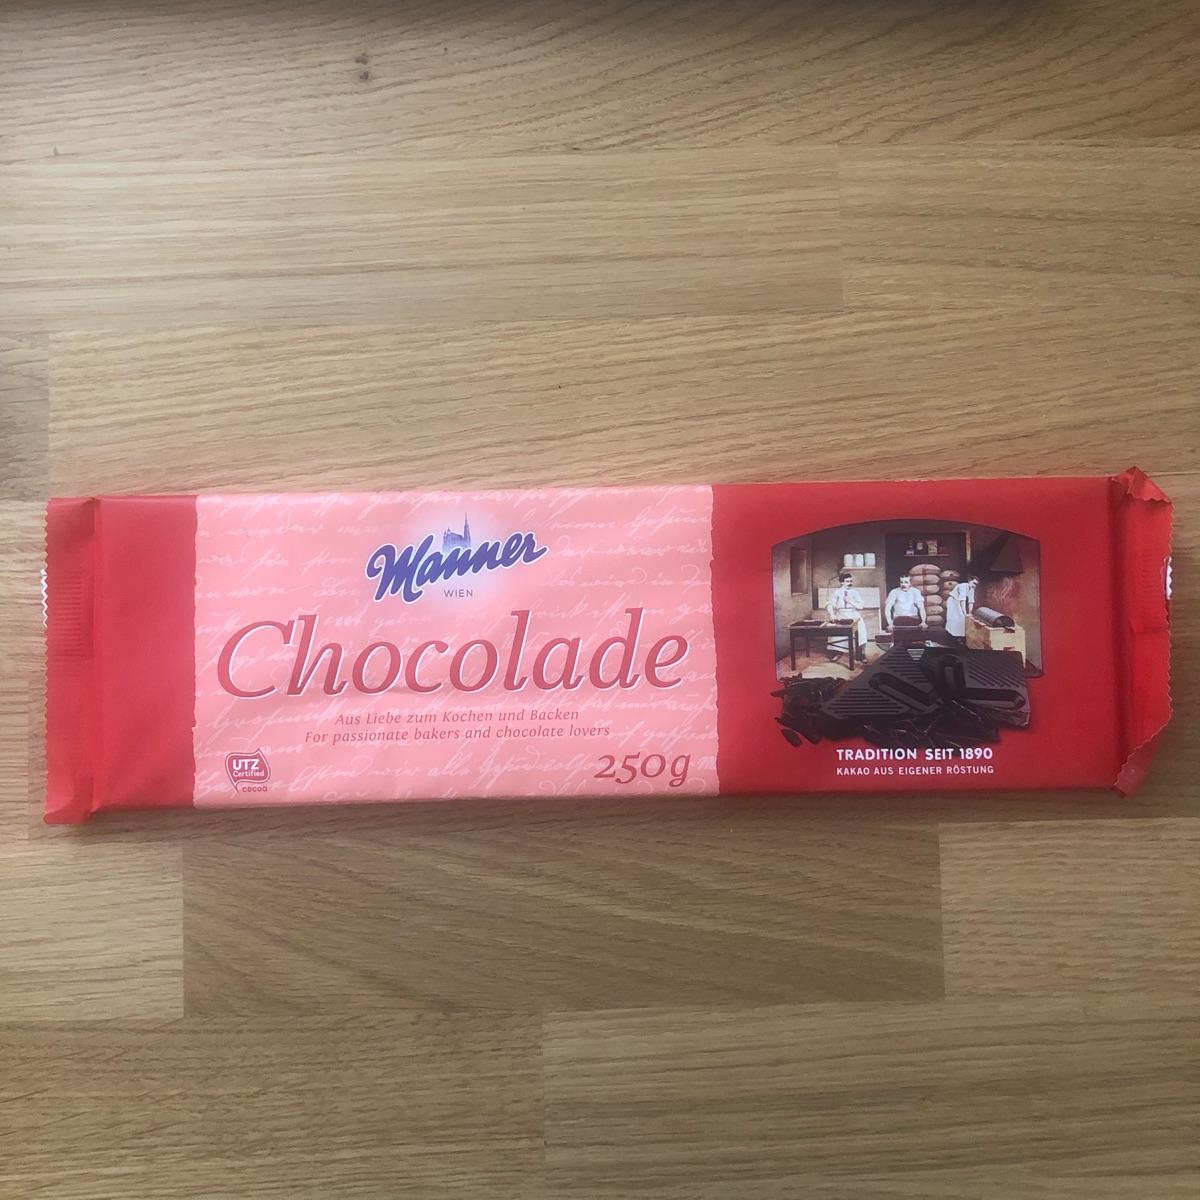 Manner
WIEN
Chocolade
Aus Liebe zum Kochen und Backen
For passionate bakers and chocolate lovers
250g
UTZ
Certified
cocoa
TRADITION SEIT 1890
KAKAO AUS EIGENER RÖSTUNG